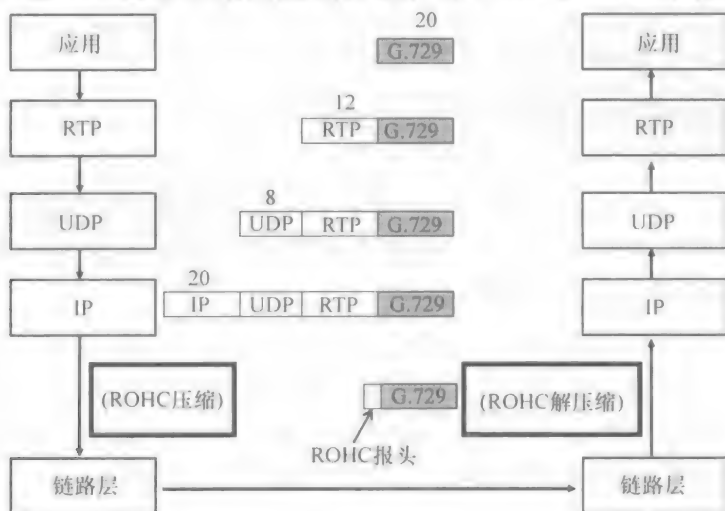 应用
20
G.729
应用
RTP
12
RTP G.729
RTP
UDP
8
UDP RTP G.729
UDP
IP
20
IP UDP RTP G.729
IP
(ROHC压缩)
G.729
(ROHC解压缩)
ROHC报头
链路层
链路层